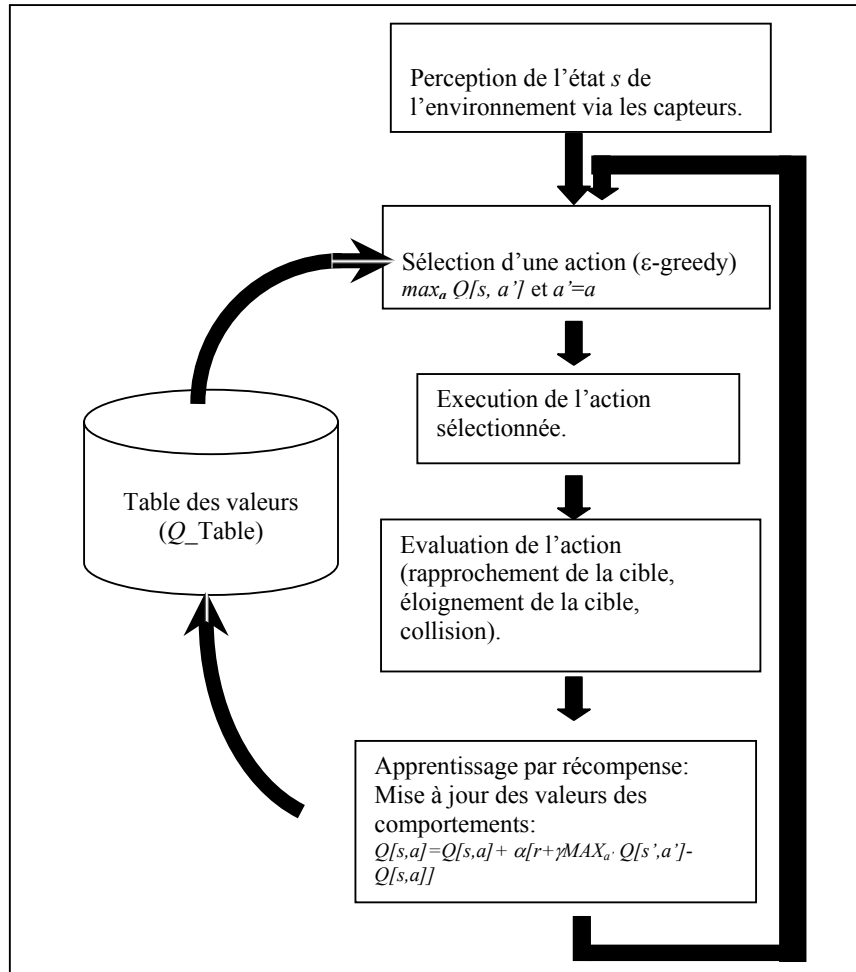 Perception de l’état s de
l’environnement via les capteurs.
Sélection d’une action (ε-greedy)
maxₐ Q[s, a’] et a’=a
Execution de l’action
sélectionnée.
Table des valeurs
(Q_Table)
Evaluation de l’action
(rapprochement de la cible,
éloignement de la cible,
collision).
Apprentissage par récompense:
Mise à jour des valeurs des
comportements:
Q[s,a]=Q[s,a]+ α[r+γMAXₐ’ Q[s’,a’]-
Q[s,a]]